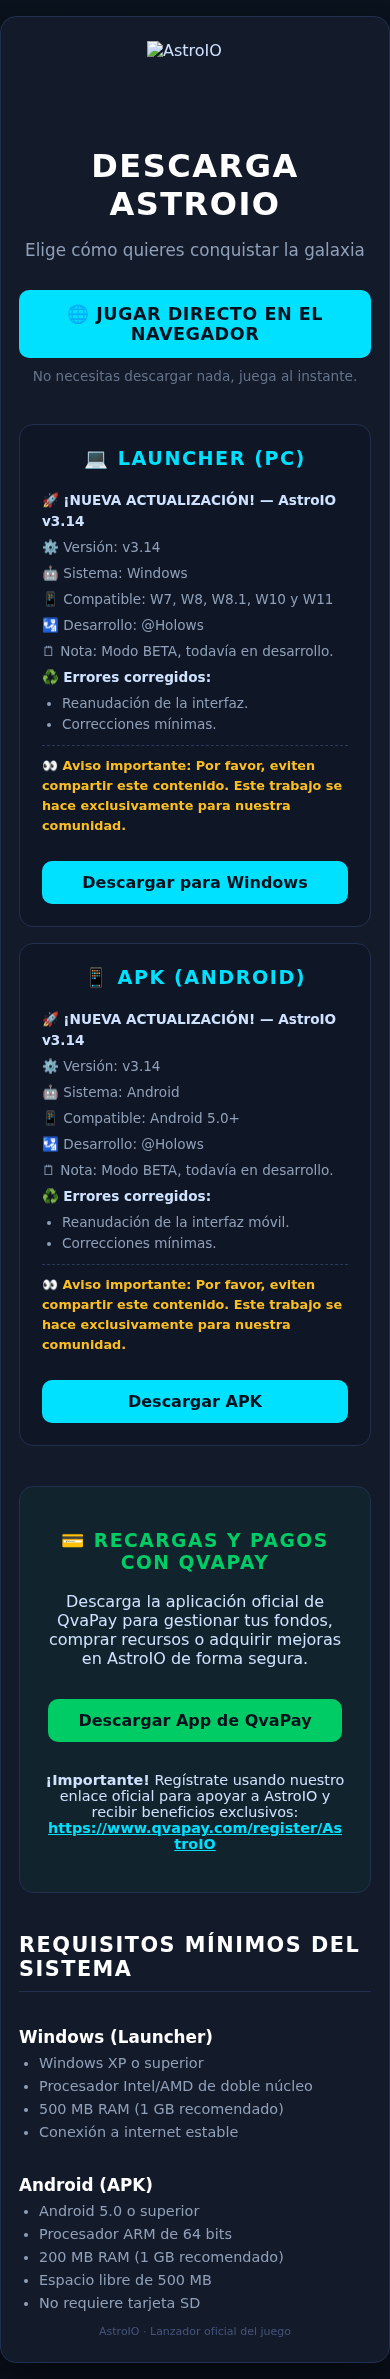 AstroIO
DESCARGA
ASTROIO
Elige cómo quieres conquistar la galaxia
🌐 JUGAR DIRECTO EN EL
NAVEGADOR
No necesitas descargar nada, juega al instante.
💻 LAUNCHER (PC)
🚀 ¡NUEVA ACTUALIZACIÓN! — AstroIO
v3.14
⚙️ Versión: v3.14
🤖 Sistema: Windows
📱 Compatible: W7, W8, W8.1, W10 y W11
🛂 Desarrollo: @Holows
🗒 Nota: Modo BETA, todavía en desarrollo.
♻️ Errores corregidos:
• Reanudación de la interfaz.
• Correcciones mínimas.
👀 Aviso importante: Por favor, eviten
compartir este contenido. Este trabajo se
hace exclusivamente para nuestra
comunidad.
Descargar para Windows
📱 APK (ANDROID)
🚀 ¡NUEVA ACTUALIZACIÓN! — AstroIO
v3.14
⚙️ Versión: v3.14
🤖 Sistema: Android
📱 Compatible: Android 5.0+
🛂 Desarrollo: @Holows
🗒 Nota: Modo BETA, todavía en desarrollo.
♻️ Errores corregidos:
• Reanudación de la interfaz móvil.
• Correcciones mínimas.
👀 Aviso importante: Por favor, eviten
compartir este contenido. Este trabajo se
hace exclusivamente para nuestra
comunidad.
Descargar APK
💳 RECARGAS Y PAGOS
CON QVAPAY
Descarga la aplicación oficial de
QvaPay para gestionar tus fondos,
comprar recursos o adquirir mejoras
en AstroIO de forma segura.
Descargar App de QvaPay
¡Importante! Regístrate usando nuestro
enlace oficial para apoyar a AstroIO y
recibir beneficios exclusivos:
https://www.qvapay.com/register/As
troIO
REQUISITOS MÍNIMOS DEL
SISTEMA
Windows (Launcher)
• Windows XP o superior
• Procesador Intel/AMD de doble núcleo
• 500 MB RAM (1 GB recomendado)
• Conexión a internet estable
Android (APK)
• Android 5.0 o superior
• Procesador ARM de 64 bits
• 200 MB RAM (1 GB recomendado)
• Espacio libre de 500 MB
• No requiere tarjeta SD
AstroIO · Lanzador oficial del juego